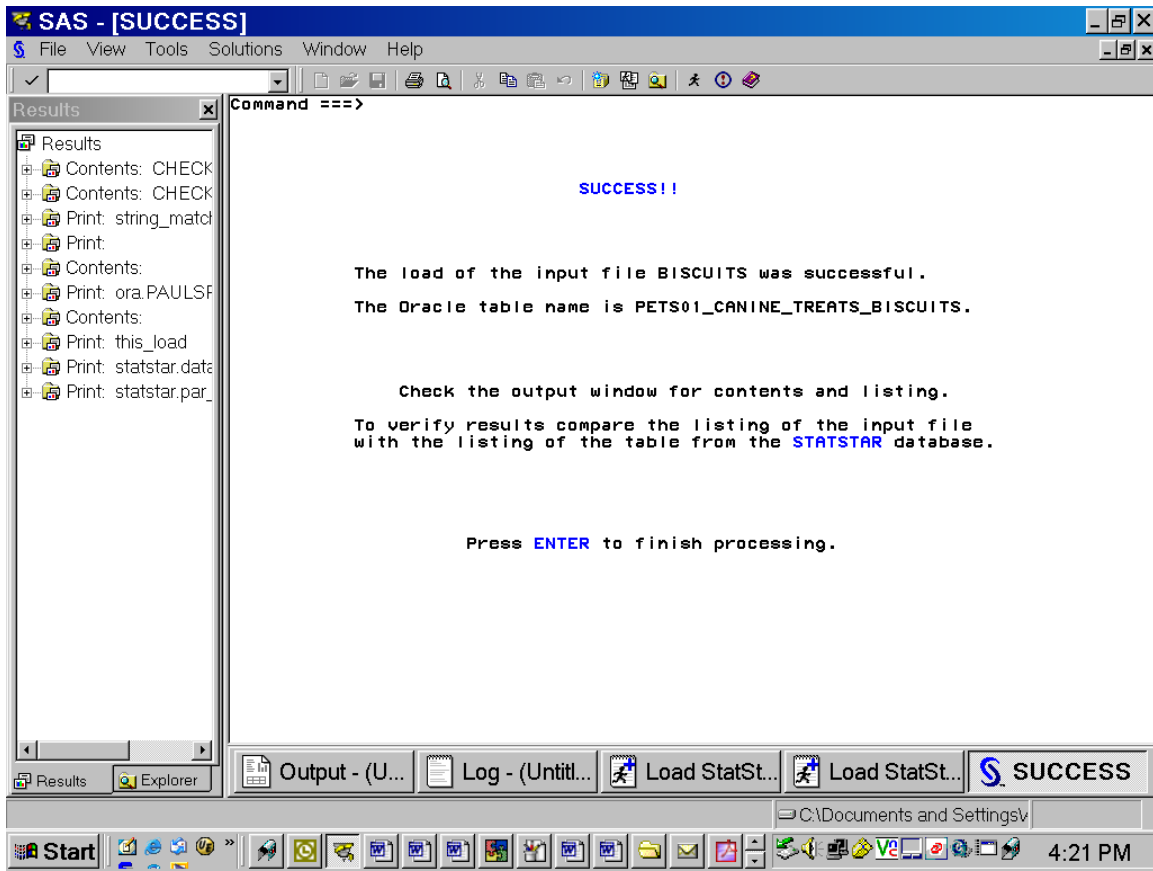 SAS - [SUCCESS]
File View Tools Solutions Window Help
Results
Command ===>
Results
Contents: CHECK
Contents: CHECK
Print: string_match
Print:
Contents:
Print: ora.PAULSF
Contents:
Print: this_load
Print: statstar.data
Print: statstar.par_
SUCCESS!!
The load of the input file BISCUITS was successful.
The Oracle table name is PETS01_CANINE_TREATS_BISCUITS.
Check the output window for contents and listing.
To verify results compare the listing of the input file
with the listing of the table from the STATSTAR database.
Press ENTER to finish processing.
Results Explorer
Output - (U... Log - (Untitl... Load StatSt... Load StatSt... SUCCESS
C:\Documents and Settings\
Start 4:21 PM